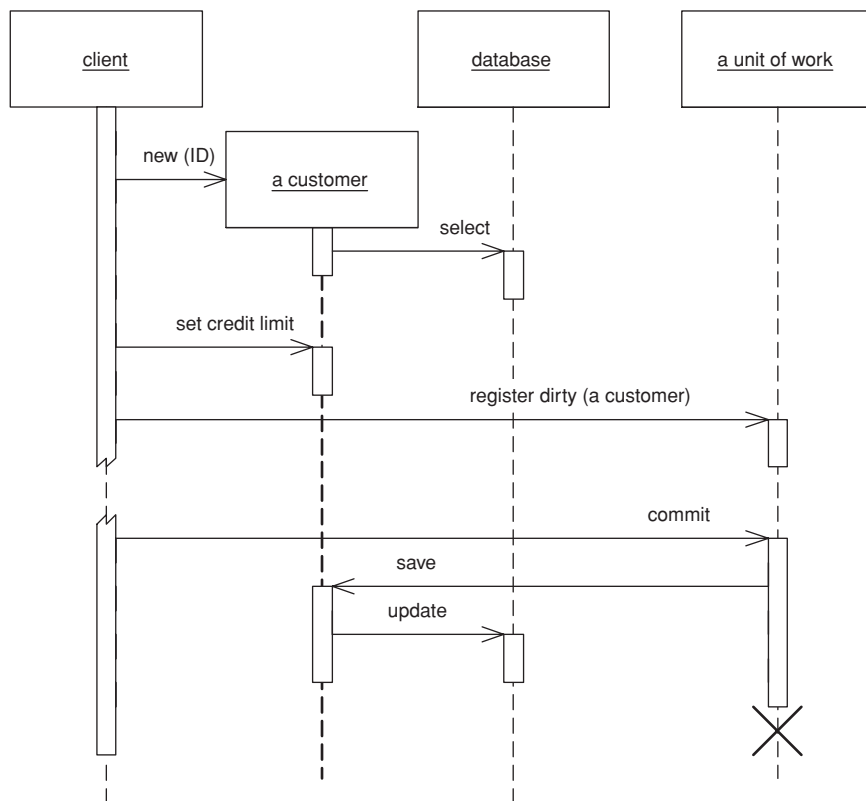 client
database
a unit of work
new (ID)
a customer
select
set credit limit
register dirty (a customer)
commit
save
update